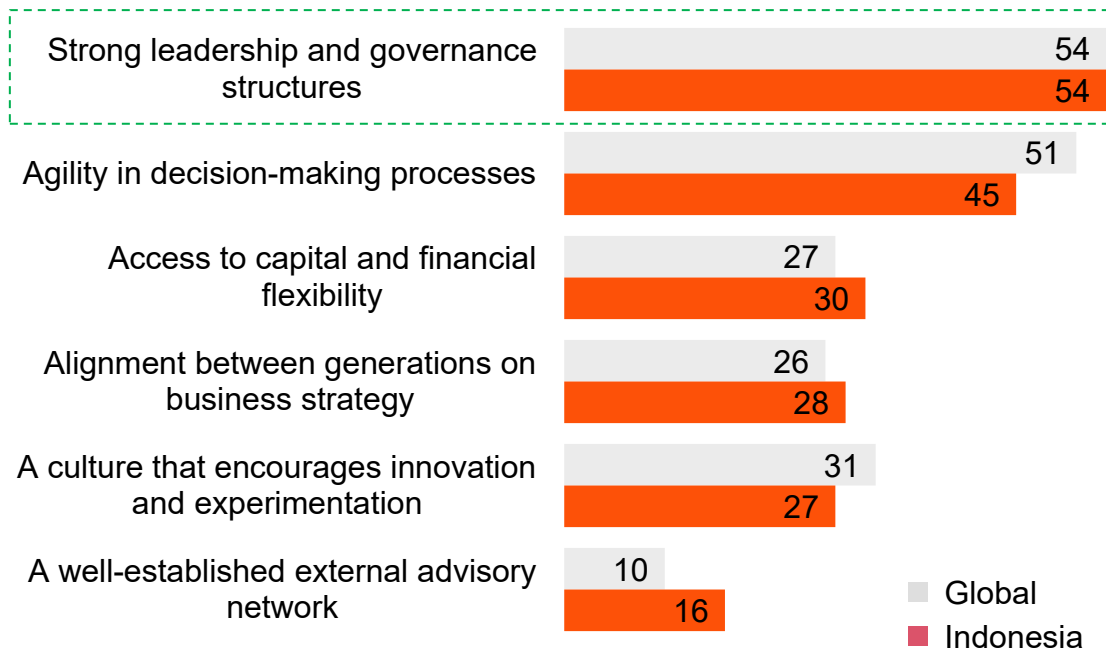 Strong leadership and governance
structures
54
54
Agility in decision-making processes
51
45
Access to capital and financial
flexibility
27
30
Alignment between generations on
business strategy
26
28
A culture that encourages innovation
and experimentation
31
27
A well-established external advisory
network
10
16
Global
Indonesia